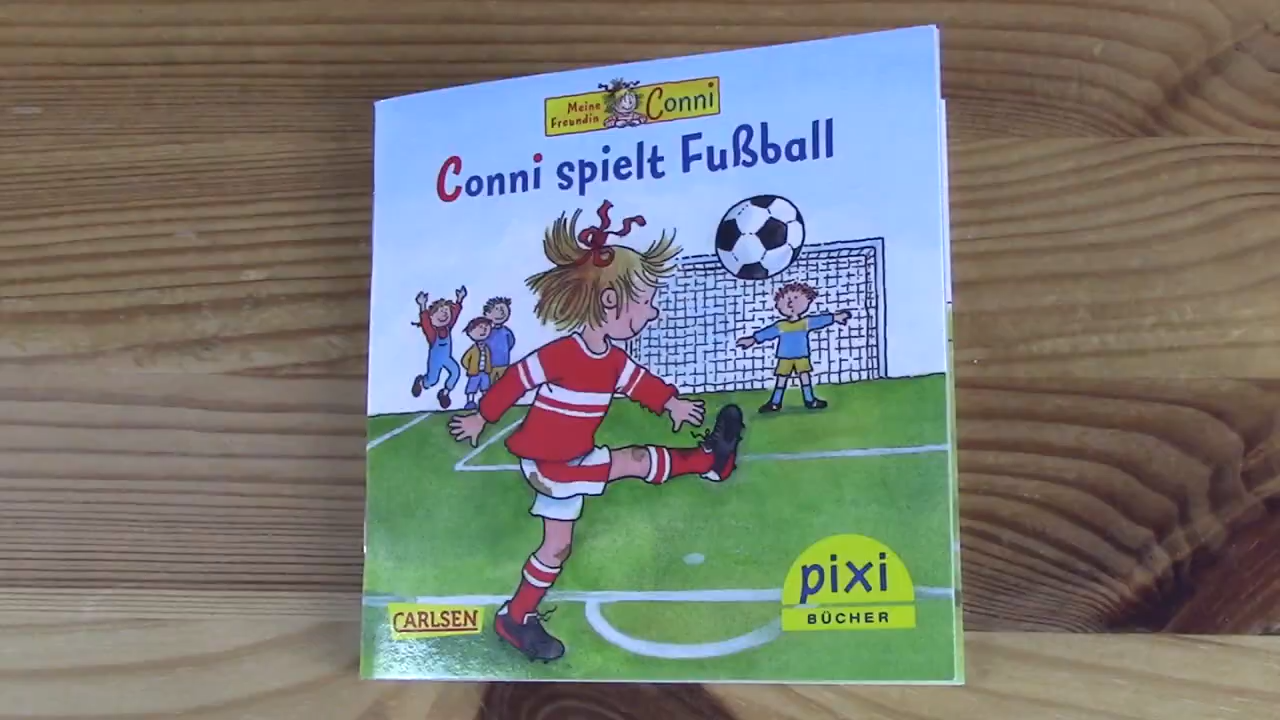 Meine
Freundin
Conni
Conni spielt Fußball
CARLSEN
pixi
BÜCHER